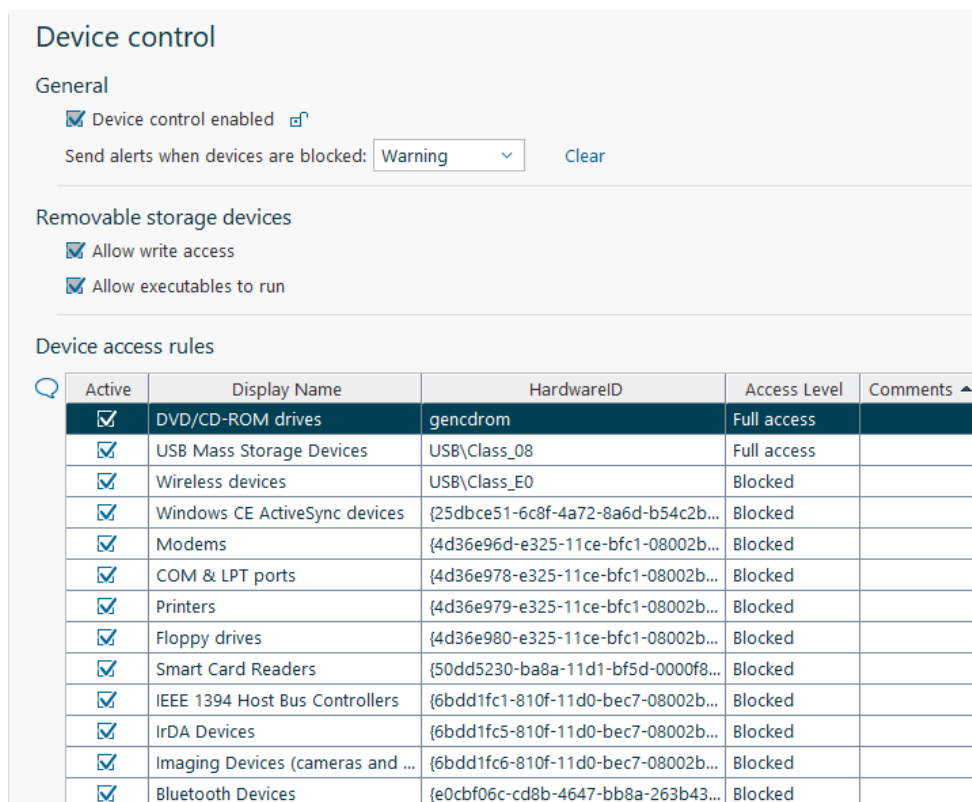 Device control
General
Device control enabled
Send alerts when devices are blocked: Warning Clear
Removable storage devices
Allow write access
Allow executables to run
Device access rules
Active Display Name HardwareID Access Level Comments
DVD/CD-ROM drives gencdrom Full access
USB Mass Storage Devices USB\Class_08 Full access
Wireless devices USB\Class_E0 Blocked
Windows CE ActiveSync devices {25dbce51-6c8f-4a72-8a6d-b54c2b... Blocked
Modems {4d36e96d-e325-11ce-bfc1-08002b... Blocked
COM & LPT ports {4d36e978-e325-11ce-bfc1-08002b... Blocked
Printers {4d36e979-e325-11ce-bfc1-08002b... Blocked
Floppy drives {4d36e980-e325-11ce-bfc1-08002b... Blocked
Smart Card Readers {50dd5230-ba8a-11d1-bf5d-0000f8... Blocked
IEEE 1394 Host Bus Controllers {6bdd1fc1-810f-11d0-bec7-08002b... Blocked
IrDA Devices {6bdd1fc5-810f-11d0-bec7-08002b... Blocked
Imaging Devices (cameras and ... {6bdd1fc6-810f-11d0-bec7-08002b... Blocked
Bluetooth Devices {e0cbf06c-cd8b-4647-bb8a-263b43... Blocked